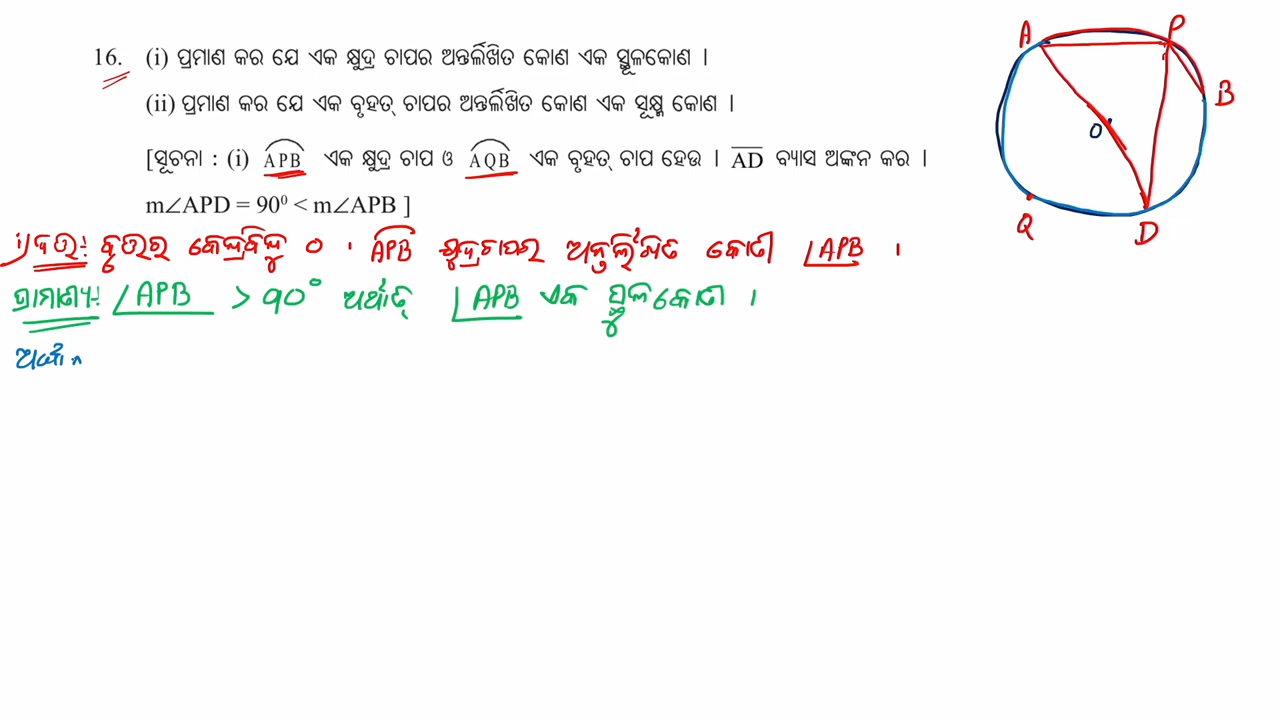 16. (i) ପ୍ରମାଣ କର ଯେ ଏକ କ୍ଷୁଦ୍ର ଚାପର ଅନ୍ତର୍ଲିଖିତ କୋଣ ଏକ ସ୍ଥୂଳକୋଣ ।
(ii) ପ୍ରମାଣ କର ଯେ ଏକ ବୃହତ୍ ଚାପର ଅନ୍ତର୍ଲିଖିତ କୋଣ ଏକ ସୂକ୍ଷ୍ମ କୋଣ ।
[ସୂଚନା : (i) APB ଏକ କ୍ଷୁଦ୍ର ଚାପ ଓ AQB ଏକ ବୃହତ୍ ଚାପ ହେଉ । AD ବ୍ୟାସ ଅଙ୍କନ କର ।
m∠APD = 90⁰ < m∠APB ]
i) ଦତ୍ତ: ବୃତ୍ତର କେନ୍ଦ୍ରବିନ୍ଦୁ O । APB କ୍ଷୁଦ୍ରଚାପର ଅନ୍ତର୍ଲିଖିତ କୋଣ ∠APB ।
ପ୍ରାମାଣ୍ୟ: ∠APB > 90° ଅର୍ଥାତ୍ ∠APB ଏକ ସ୍ଥୂଳକୋଣ ।
A
P
B
O
Q
D